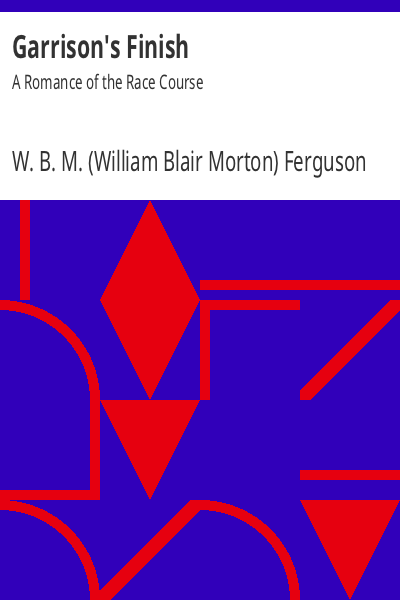 Garrison's Finish
A Romance of the Race Course
W. B. M. (William Blair Morton) Ferguson